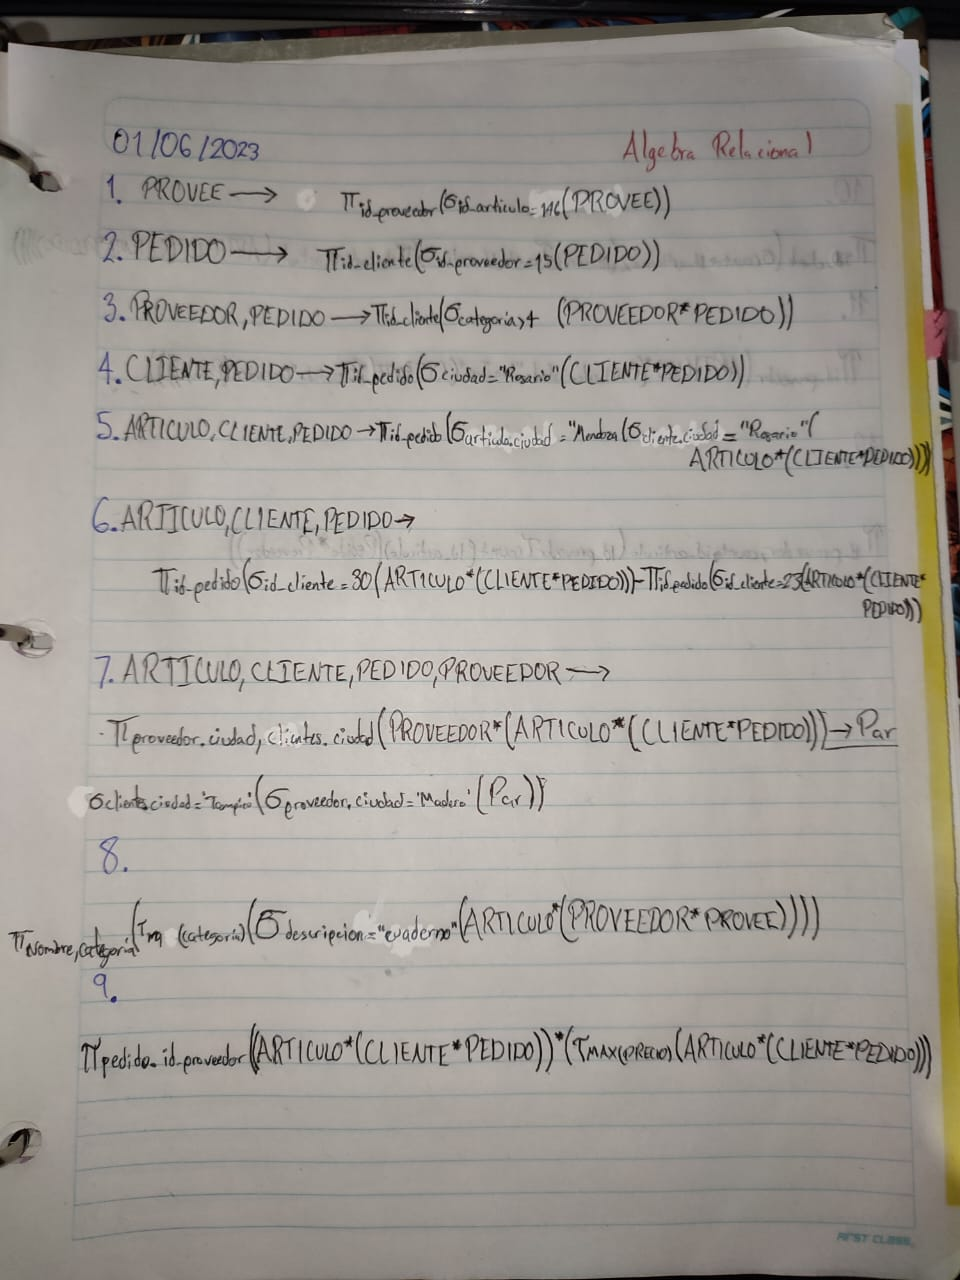 01/06/2023 Algebra Relacional
1. PROVEE → π id_proveedor (σ id_articulo=146 (PROVEE))
2. PEDIDO → π id_cliente (σ id_proveedor=15 (PEDIDO))
3. PROVEEDOR, PEDIDO → π id_cliente (σ categoria>4 (PROVEEDOR*PEDIDO))
4. CLIENTE, PEDIDO → π id_pedido (σ ciudad="Rosario" (CLIENTE*PEDIDO))
5. ARTICULO, CLIENTE, PEDIDO → π id_pedido (σ articulo.ciudad="Mendoza (σ cliente.ciudad="Rosario" (
ARTICULO*(CLIENTE*PEDIDO))))
6. ARTICULO, CLIENTE, PEDIDO →
π id_pedido (σ id_cliente=30 (ARTICULO*(CLIENTE*PEDIDO))) - π id_pedido (σ id_cliente=23 (ARTICULO*(CLIENTE*
PEDIDO)))
7. ARTICULO, CLIENTE, PEDIDO, PROVEEDOR →
π proveedor.ciudad, clientes.ciudad (PROVEEDOR*(ARTICULO*(CLIENTE*PEDIDO))) → Par
σ cliente.ciudad='Tampico' (σ proveedor.ciudad='Madero' (Par))
8.
π Nombre, categoria (σ descripcion="cuaderno" (ARTICULO*(PROVEEDOR*PROVEE))))
9.
π pedido.id_proveedor ((ARTICULO*(CLIENTE*PEDIDO))*(τ MAX(PRECIO) (ARTICULO*(CLIENTE*PEDIDO)))
FIRST CLASS